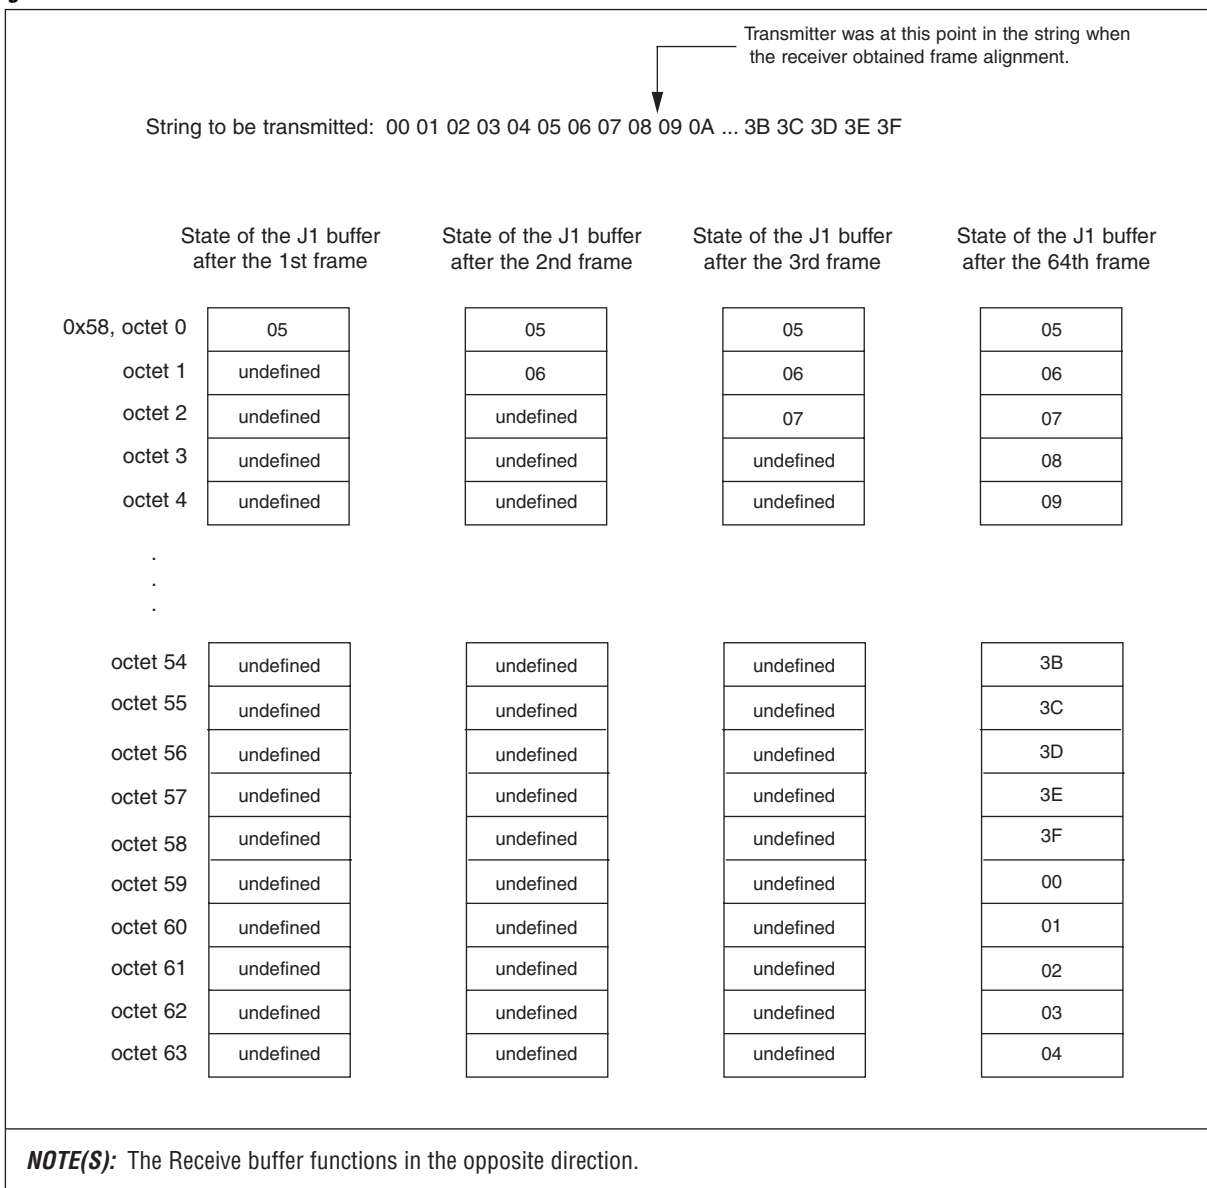 Transmitter was at this point in the string when
the receiver obtained frame alignment.
String to be transmitted: 00 01 02 03 04 05 06 07 08 09 0A ... 3B 3C 3D 3E 3F
State of the J1 buffer after the 1st frame
State of the J1 buffer after the 2nd frame
State of the J1 buffer after the 3rd frame
State of the J1 buffer after the 64th frame
0x58, octet 0 05 05 05 05
octet 1 undefined 06 06 06
octet 2 undefined undefined 07 07
octet 3 undefined undefined undefined 08
octet 4 undefined undefined undefined 09
.
.
.
octet 54 undefined undefined undefined 3B
octet 55 undefined undefined undefined 3C
octet 56 undefined undefined undefined 3D
octet 57 undefined undefined undefined 3E
octet 58 undefined undefined undefined 3F
octet 59 undefined undefined undefined 00
octet 60 undefined undefined undefined 01
octet 61 undefined undefined undefined 02
octet 62 undefined undefined undefined 03
octet 63 undefined undefined undefined 04
NOTE(S): The Receive buffer functions in the opposite direction.